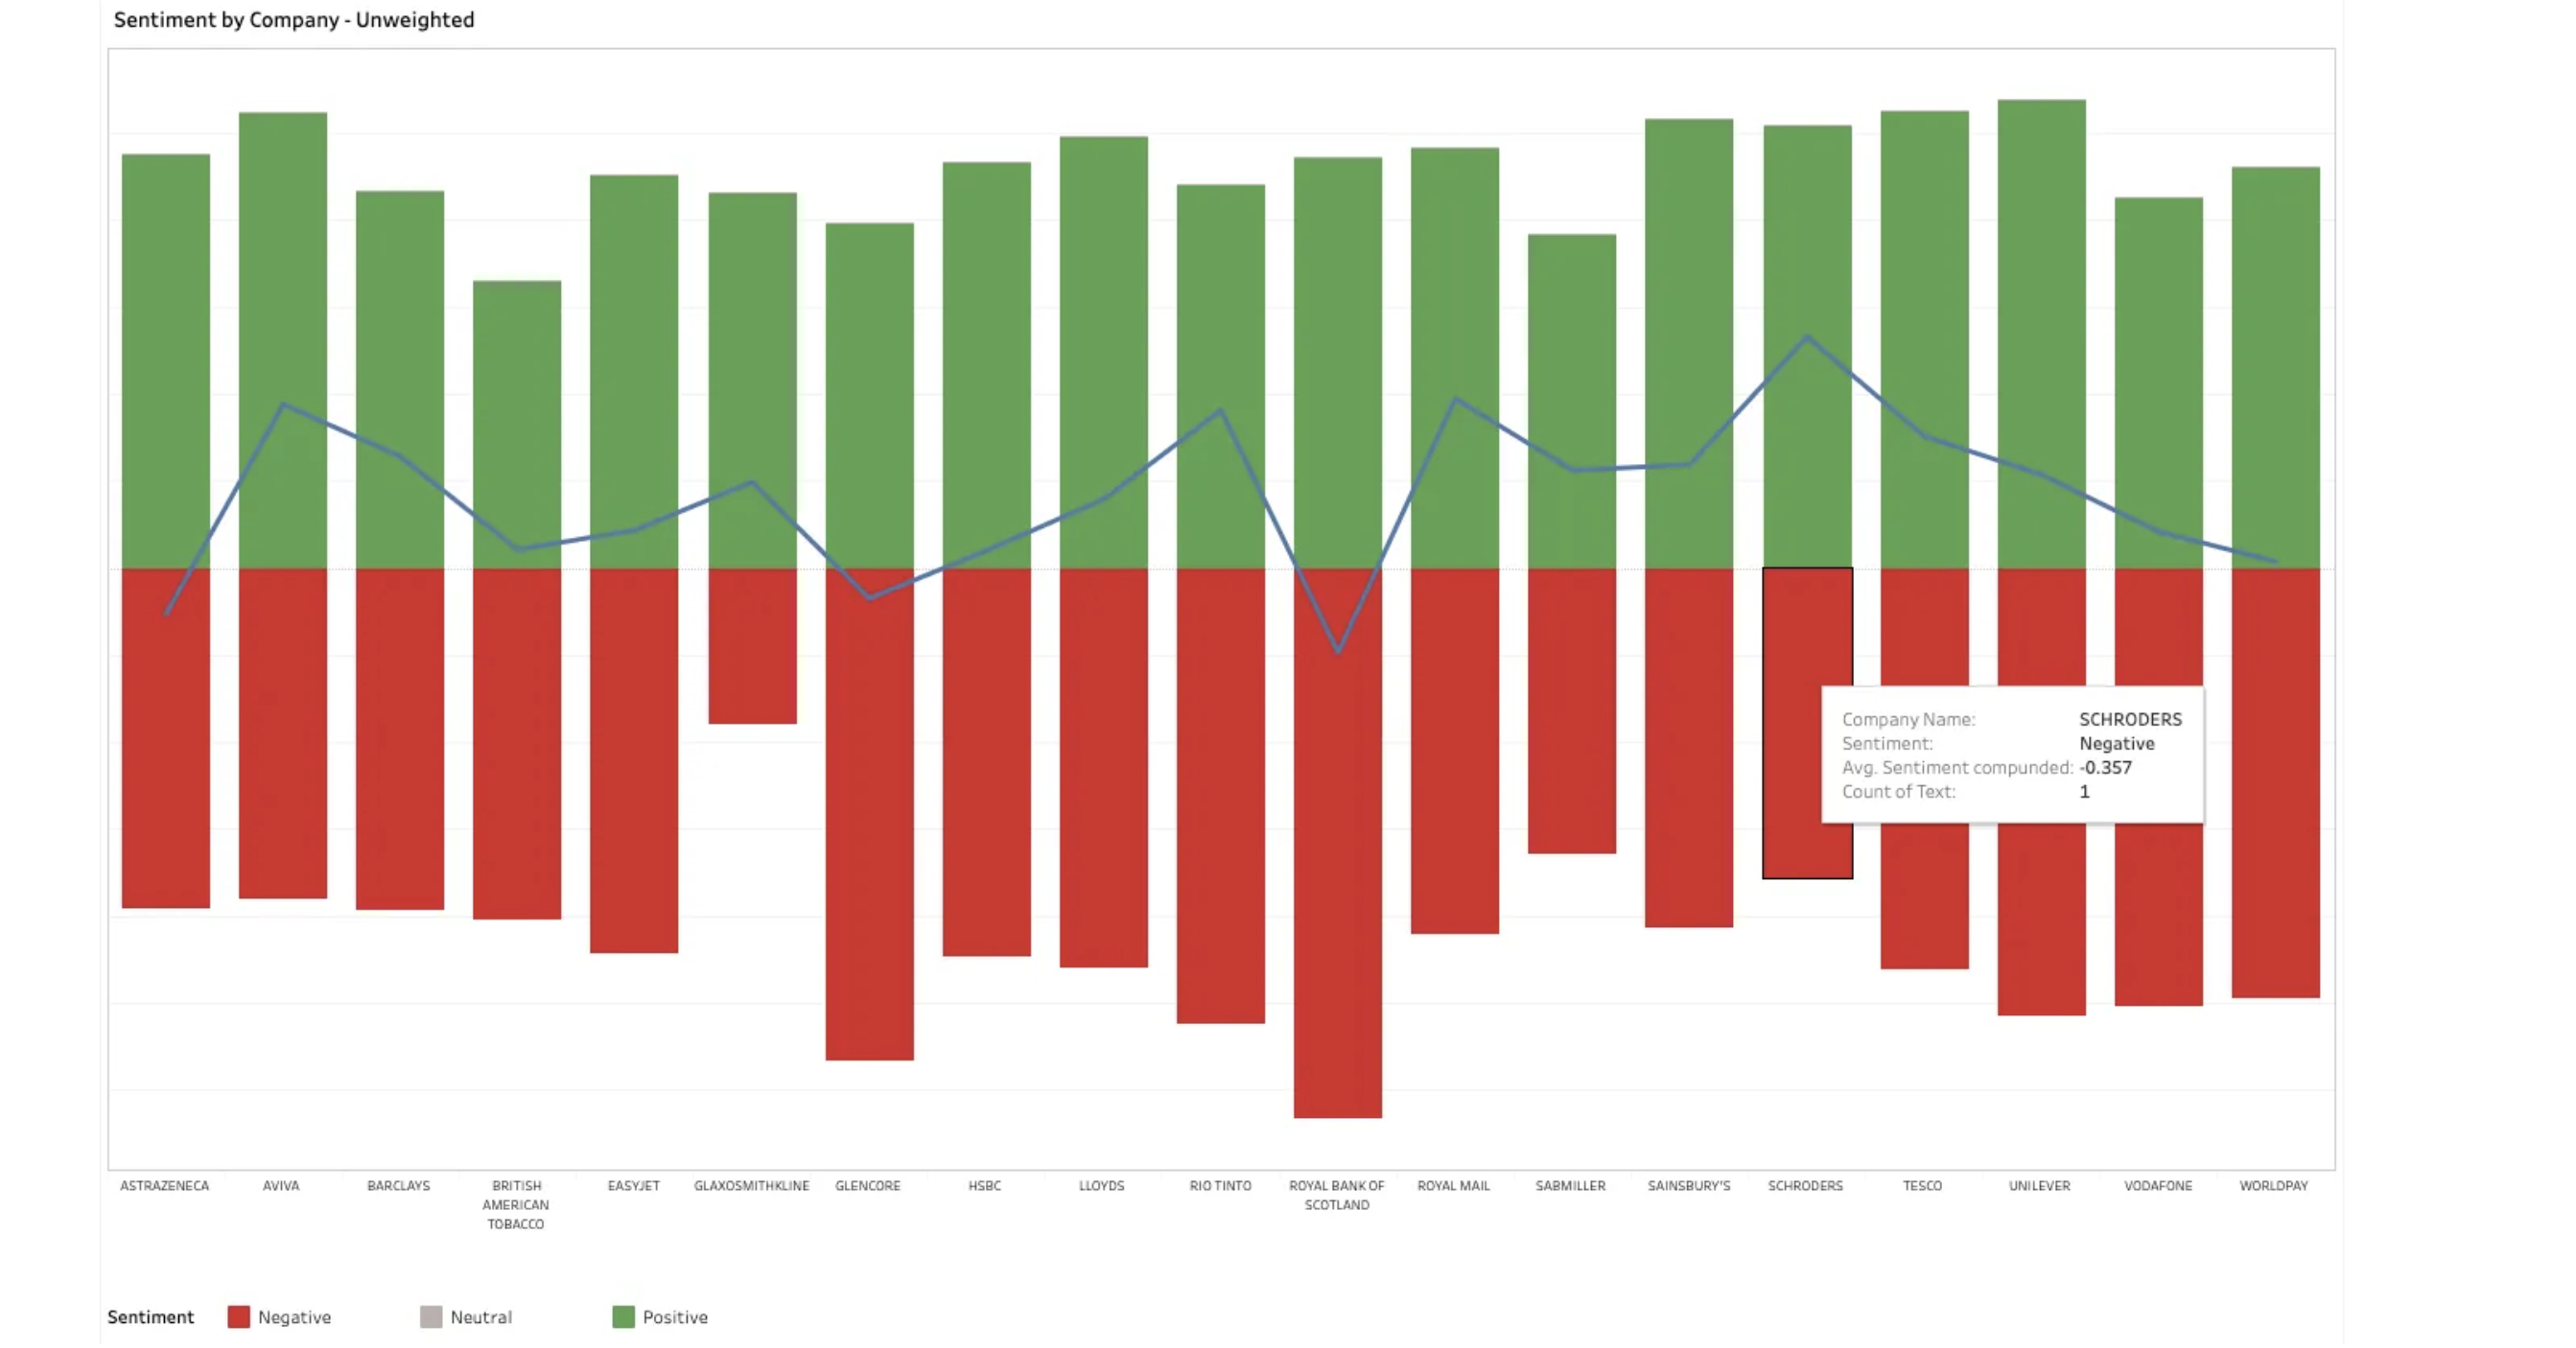 Sentiment by Company - Unweighted
Company Name: SCHRODERS
Sentiment: Negative
Avg. Sentiment compunded: -0.357
Count of Text: 1
ASTRAZENECA
AVIVA
BARCLAYS
BRITISH
AMERICAN
TOBACCO
EASYJET
GLAXOSMITHKLINE
GLENCORE
HSBC
LLOYDS
RIO TINTO
ROYAL BANK OF
SCOTLAND
ROYAL MAIL
SABMILLER
SAINSBURY'S
SCHRODERS
TESCO
UNILEVER
VODAFONE
WORLDPAY
Sentiment Negative Neutral Positive